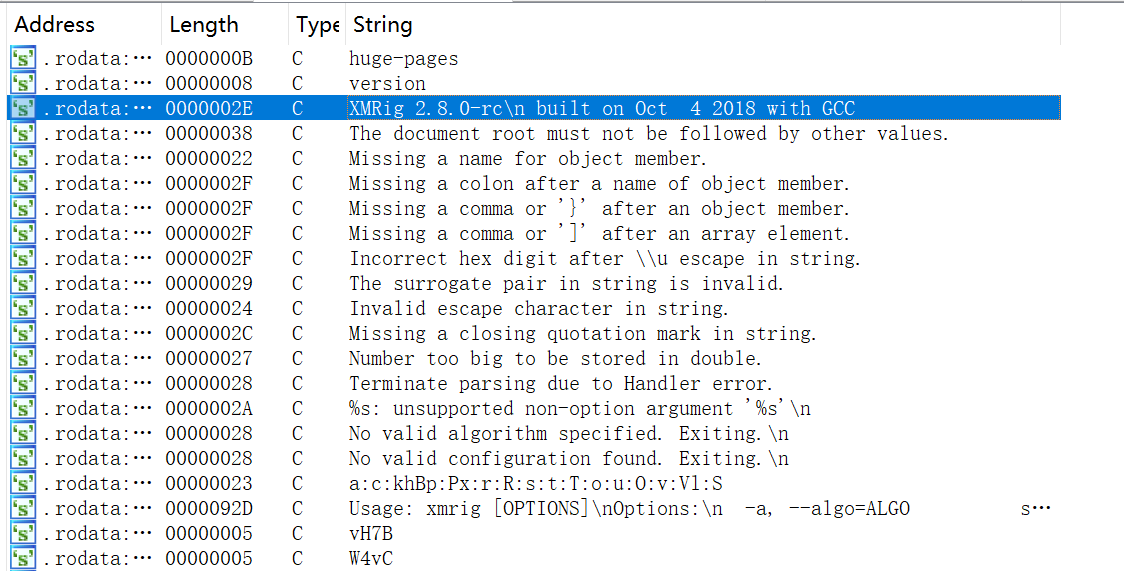 Address Length Type String
's' .rodata:… 0000000B C huge-pages
's' .rodata:… 00000008 C version
's' .rodata:… 0000002E C XMRig 2.8.0-rc\n built on Oct  4 2018 with GCC
's' .rodata:… 00000038 C The document root must not be followed by other values.
's' .rodata:… 00000022 C Missing a name for object member.
's' .rodata:… 0000002F C Missing a colon after a name of object member.
's' .rodata:… 0000002F C Missing a comma or '}' after an object member.
's' .rodata:… 0000002F C Missing a comma or ']' after an array element.
's' .rodata:… 0000002F C Incorrect hex digit after \\u escape in string.
's' .rodata:… 00000029 C The surrogate pair in string is invalid.
's' .rodata:… 00000024 C Invalid escape character in string.
's' .rodata:… 0000002C C Missing a closing quotation mark in string.
's' .rodata:… 00000027 C Number too big to be stored in double.
's' .rodata:… 00000028 C Terminate parsing due to Handler error.
's' .rodata:… 0000002A C %s: unsupported non-option argument '%s'\n
's' .rodata:… 00000028 C No valid algorithm specified. Exiting.\n
's' .rodata:… 00000028 C No valid configuration found. Exiting.\n
's' .rodata:… 00000023 C a:c:khBp:Px:r:R:s:t:T:o:u:O:v:Vl:S
's' .rodata:… 0000092D C Usage: xmrig [OPTIONS]\nOptions:\n  -a, --algo=ALGO          s…
's' .rodata:… 00000005 C vH7B
's' .rodata:… 00000005 C W4vC